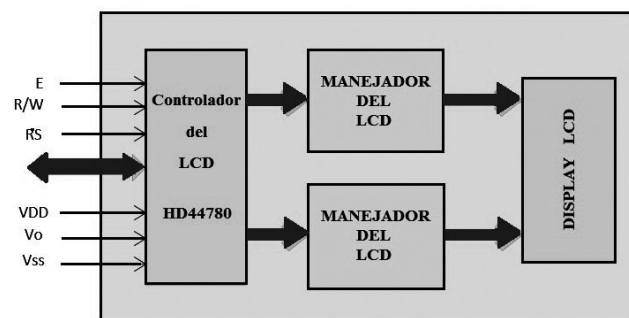 E
R/W
RS
VDD
Vo
Vss
Controlador
del
LCD
HD44780
MANEJADOR
DEL
LCD
MANEJADOR
DEL
LCD
DISPLAY LCD